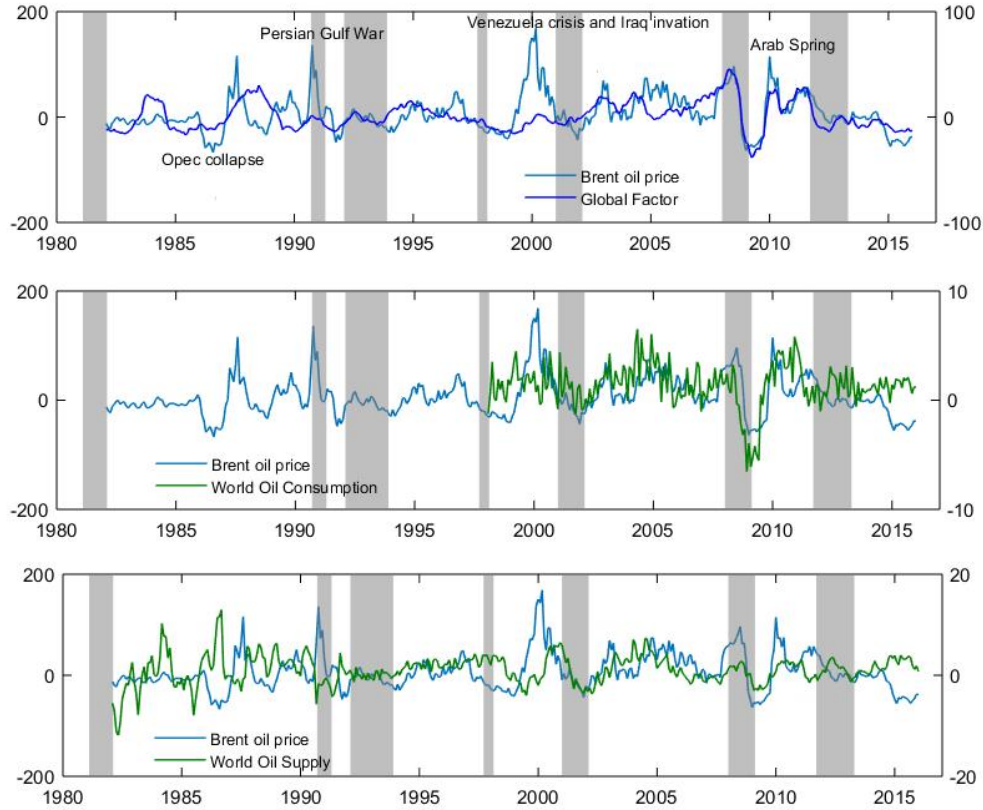 200 100
Venezuela crisis and Iraq invation
Persian Gulf War
Arab Spring
0 0
Opec collapse
Brent oil price
Global Factor
-200 -100
1980 1985 1990 1995 2000 2005 2010 2015
200 10
0 0
Brent oil price
World Oil Consumption
-200 -10
1980 1985 1990 1995 2000 2005 2010 2015
200 20
0 0
Brent oil price
World Oil Supply
-200 -20
1980 1985 1990 1995 2000 2005 2010 2015